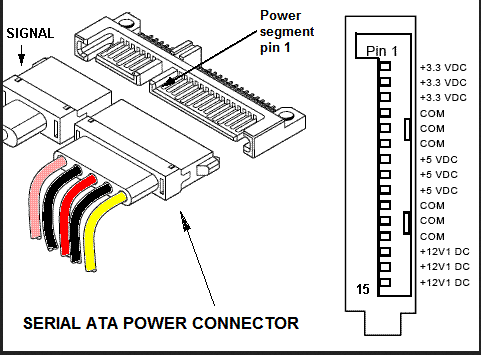 SIGNAL
Power
segment
pin 1
SERIAL ATA POWER CONNECTOR
Pin 1
+3.3 VDC
+3.3 VDC
+3.3 VDC
COM
COM
COM
+5 VDC
+5 VDC
+5 VDC
COM
COM
COM
+12V1 DC
+12V1 DC
+12V1 DC
15